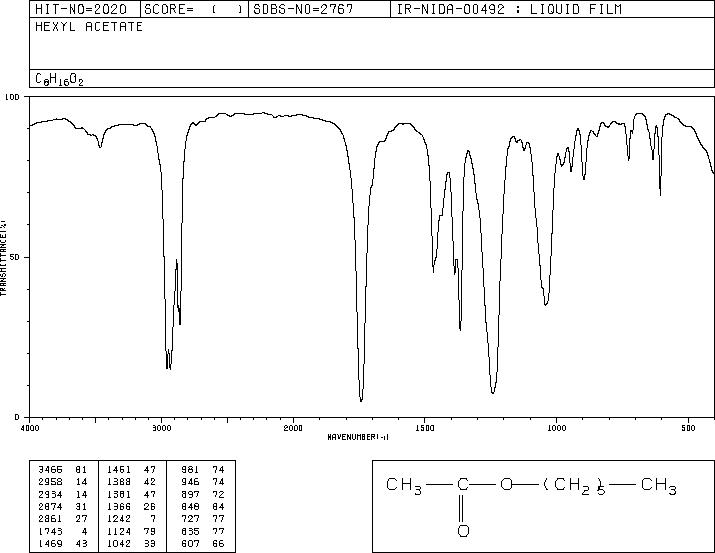 HIT-NO=2020 SCORE= ( ) SDBS-NO=2767 IR-NIDA-00492 : LIQUID FILM
HEXYL ACETATE
C8H16O2
100
50
0
TRANSMITTANCE(%)
4000 3000 2000 1500 1000 500
WAVENUMBER(-1)
3466 81 1461 47 981 74
2958 14 1388 42 946 74
2934 14 1381 47 897 72
2874 31 1366 26 848 84
2861 27 1242 7 727 77
1743 4 1124 79 635 77
1469 43 1042 33 607 66
CH3 C O (CH2)5 CH3
O